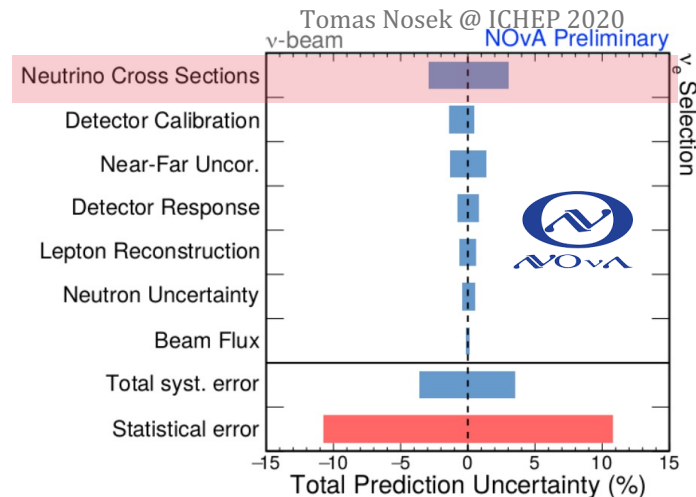 Tomas Nosek @ ICHEP 2020
ν-beam NOνA Preliminary
Neutrino Cross Sections
Detector Calibration
Near-Far Uncor.
Detector Response
Lepton Reconstruction
Neutron Uncertainty
Beam Flux
Total syst. error
Statistical error
νe Selection
NOνA
−15 −10 −5 0 5 10 15
Total Prediction Uncertainty (%)